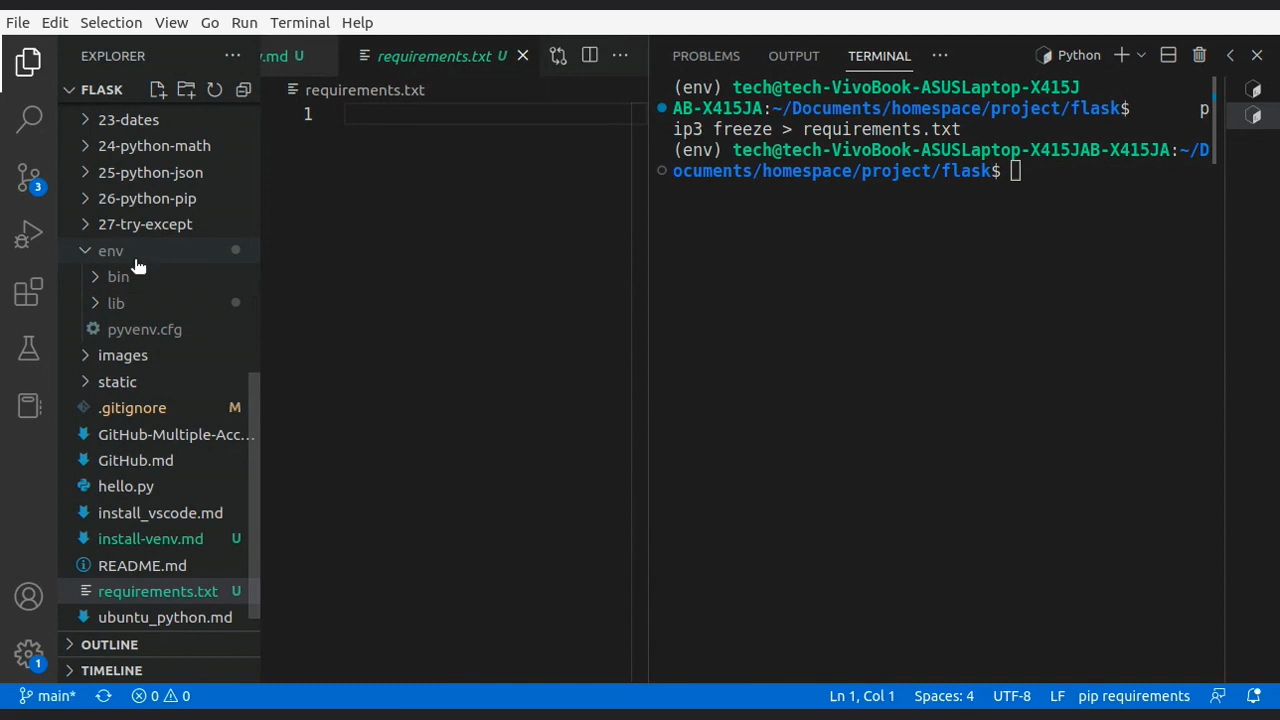 File Edit Selection View Go Run Terminal Help
EXPLORER
.md U
requirements.txt U
PROBLEMS OUTPUT TERMINAL
Python
FLASK
requirements.txt
1
23-dates
24-python-math
25-python-json
26-python-pip
27-try-except
env
bin
lib
pyvenv.cfg
images
static
.gitignore M
GitHub-Multiple-Acc...
GitHub.md
hello.py
install_vscode.md
install-venv.md U
README.md
requirements.txt U
ubuntu_python.md
OUTLINE
TIMELINE
3
1
(env) tech@tech-VivoBook-ASUSLaptop-X415J
AB-X415JA:~/Documents/homespace/project/flask$ p
ip3 freeze > requirements.txt
(env) tech@tech-VivoBook-ASUSLaptop-X415JAB-X415JA:~/D
ocuments/homespace/project/flask$
main* 0 0 Ln 1, Col 1 Spaces: 4 UTF-8 LF pip requirements